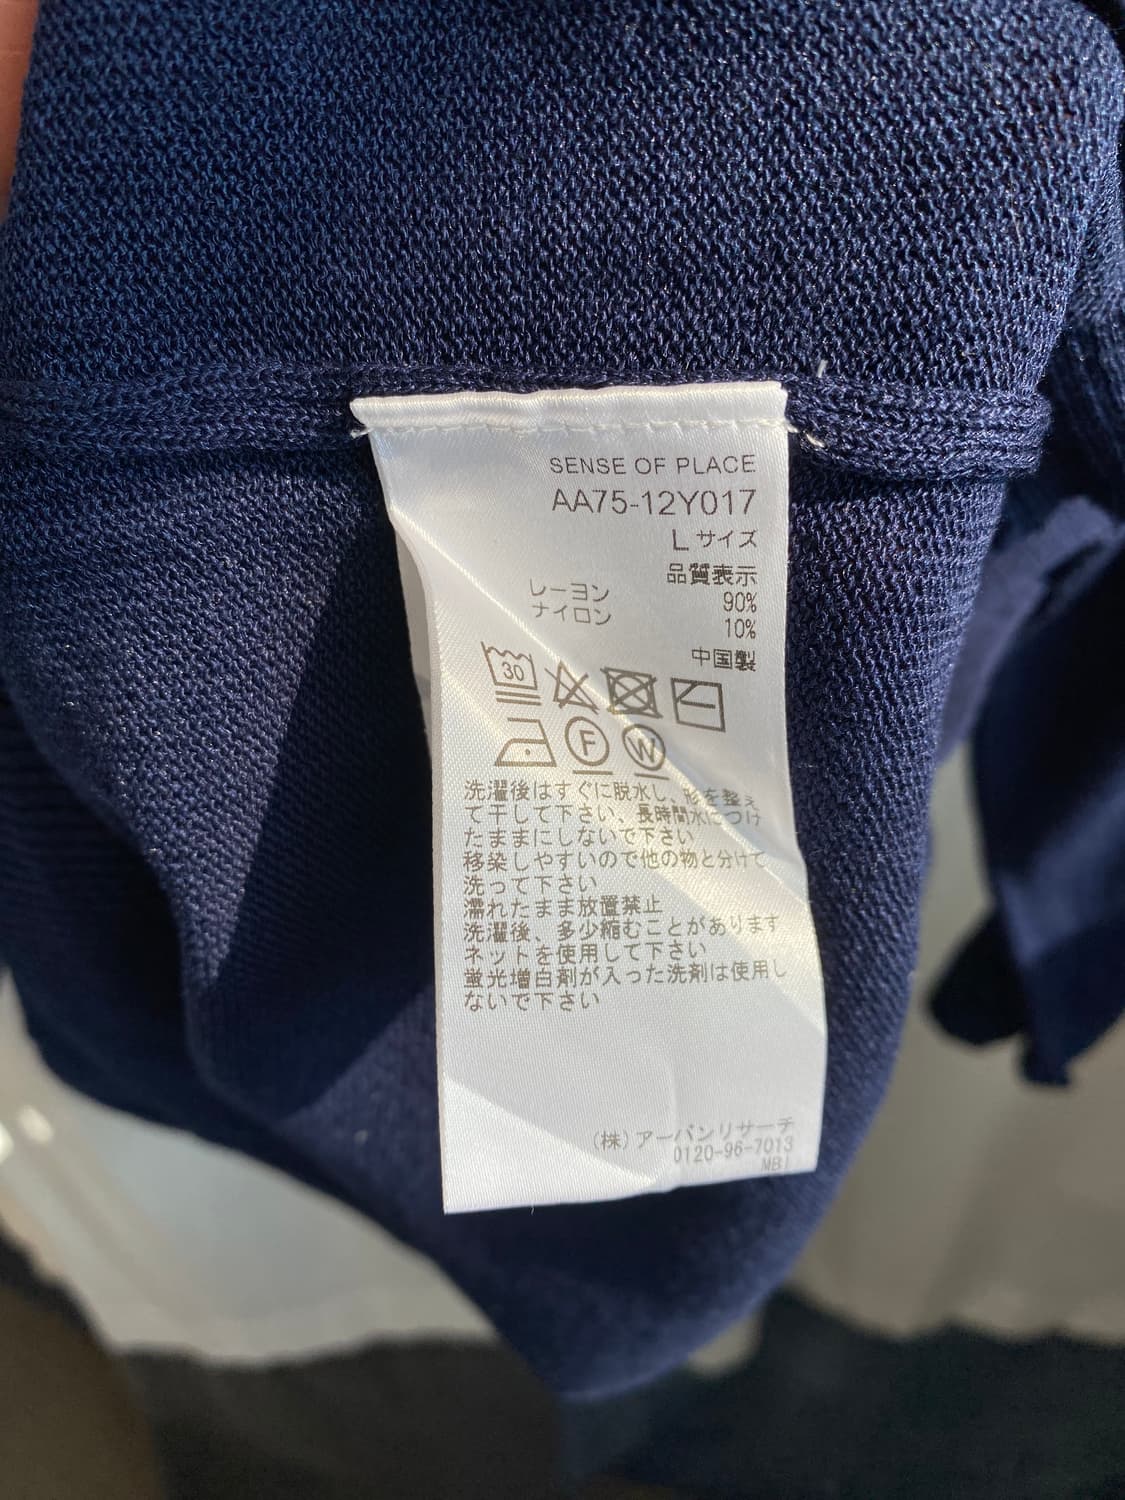 SENSE OF PLACE
AA75-12Y017
L サイズ
品質表示
レーヨン 90%
ナイロン 10%
中国製
30
F W
洗濯後はすぐに脱水し、形を整え
て干して下さい、長時間水につけ
たままにしないで下さい
移染しやすいので他の物と分けて
洗って下さい
濡れたまま放置禁止
洗濯後、多少縮むことがあります
ネットを使用して下さい
蛍光増白剤が入った洗剤は使用し
ないで下さい
(株)アーバンリサーチ
0120-96-7013